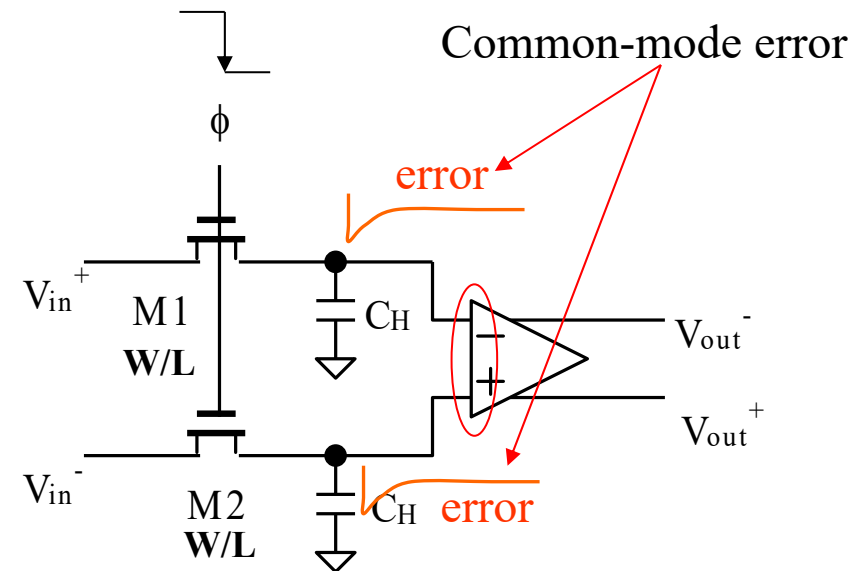 Common-mode error
ϕ
error
Vin+
M1
W/L
CH
−
+
Vout-
Vout+
Vin-
M2
W/L
CH
error